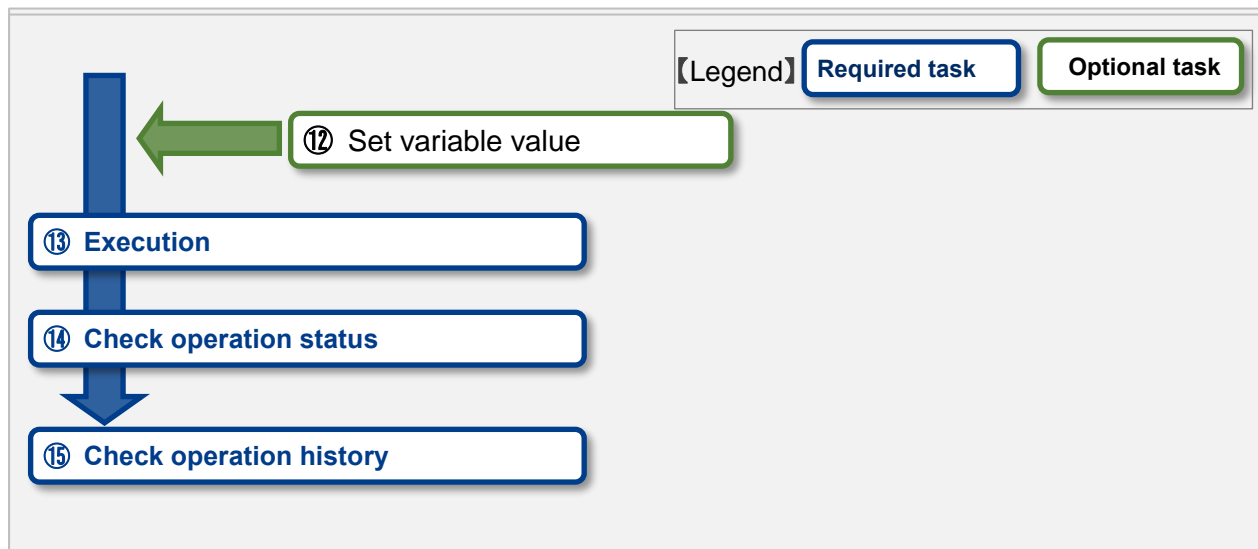 【Legend】 Required task Optional task
⑫ Set variable value
⑬ Execution
⑭ Check operation status
⑮ Check operation history